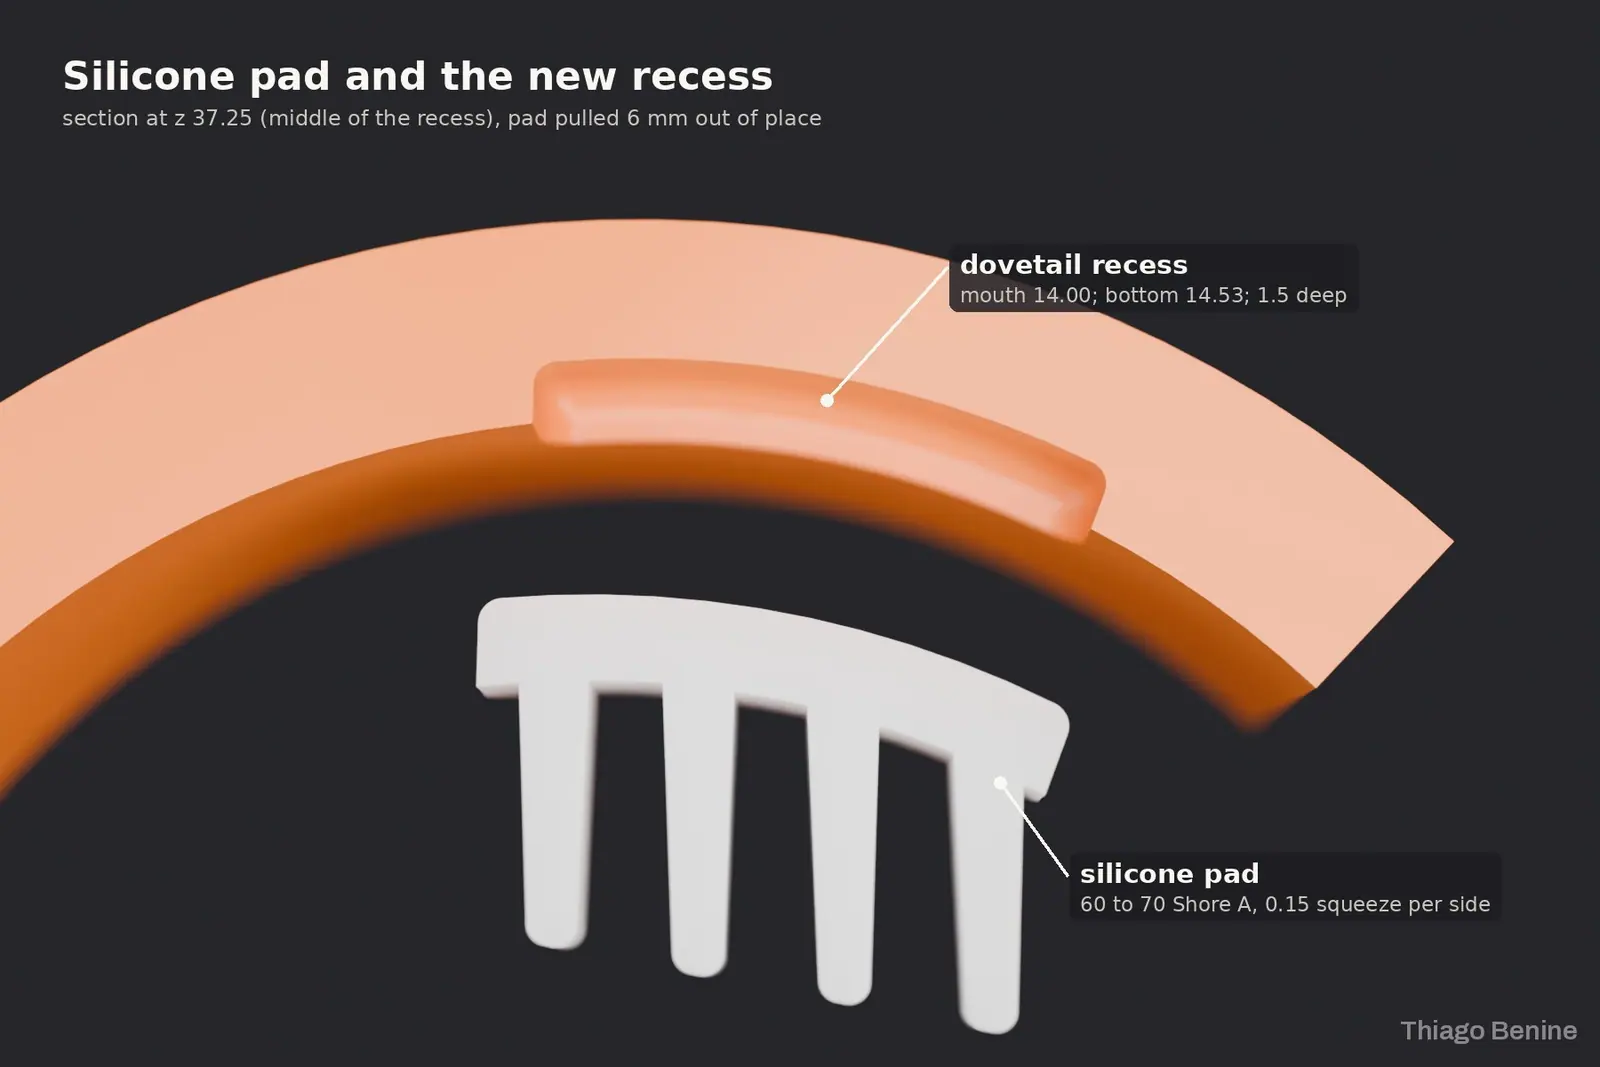 Silicone pad and the new recess
section at z 37.25 (middle of the recess), pad pulled 6 mm out of place
dovetail recess
mouth 14.00; bottom 14.53; 1.5 deep
silicone pad
60 to 70 Shore A, 0.15 squeeze per side
Thiago Benine